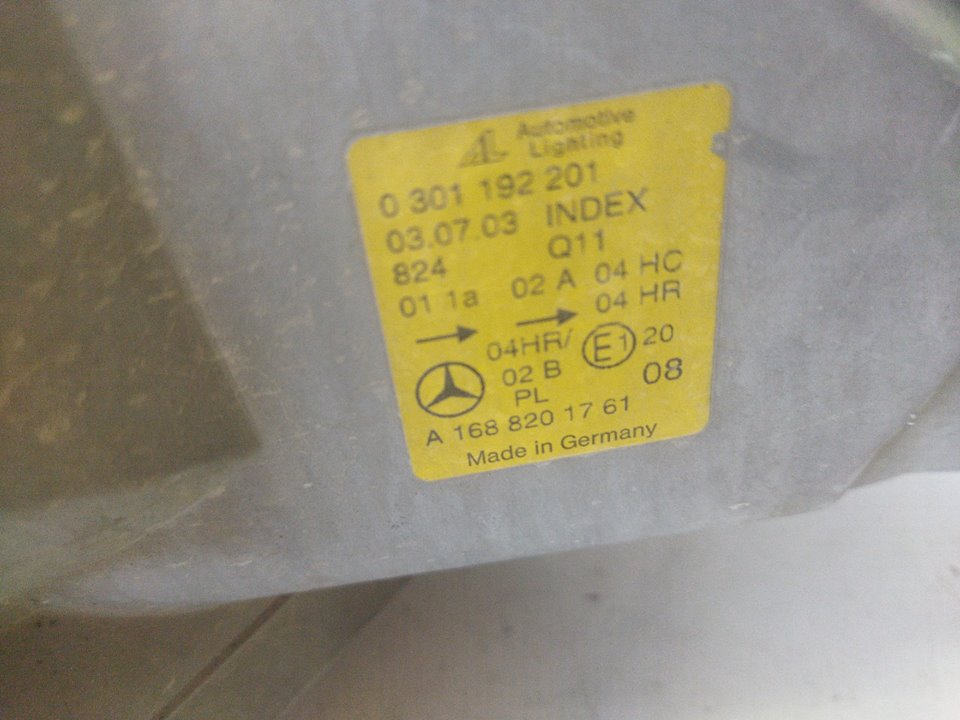 AL Automotive
Lighting
0 301 192 201
03.07.03 INDEX
824 Q11
01 1a 02 A 04 HC
04 HR
04HR/ E1 20
02 B 08
PL
A 168 820 17 61
Made in Germany